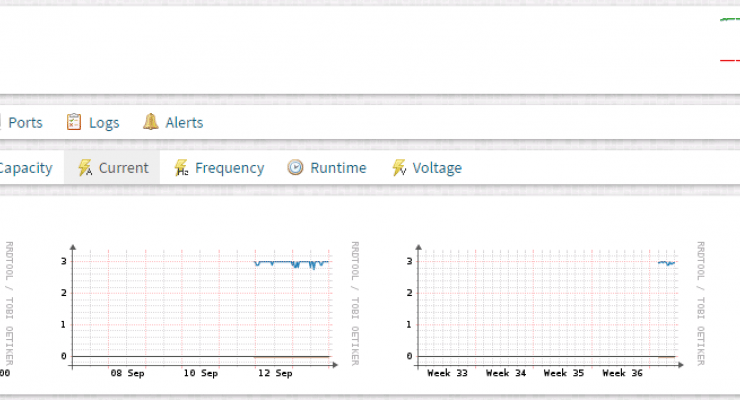 Ports Logs Alerts
Capacity Current Frequency Runtime Voltage
A Hz V
RRDTOOL / TOBI OETIKER
3
2
1
0
00 08 Sep 10 Sep 12 Sep
RRDTOOL / TOBI OETIKER
3
2
1
0
Week 33 Week 34 Week 35 Week 36
RRDTOOL / TOBI OETIKER